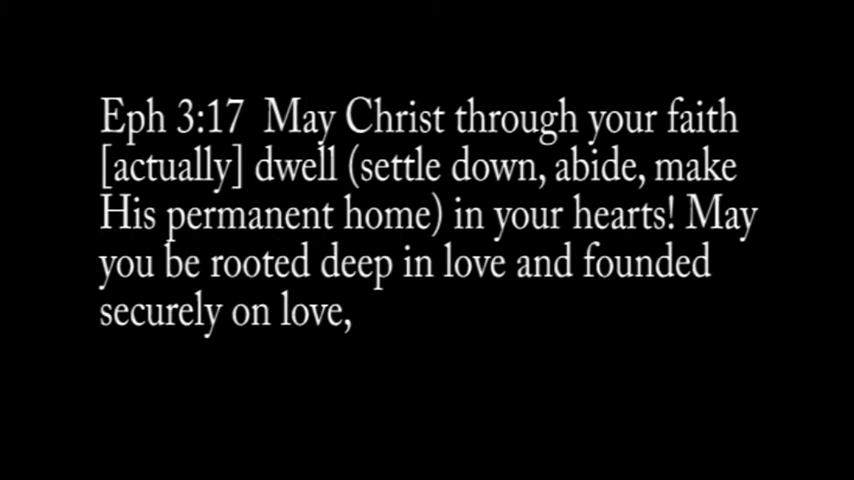 Eph 3:17  May Christ through your faith
[actually] dwell (settle down, abide, make
His permanent home) in your hearts! May
you be rooted deep in love and founded
securely on love,